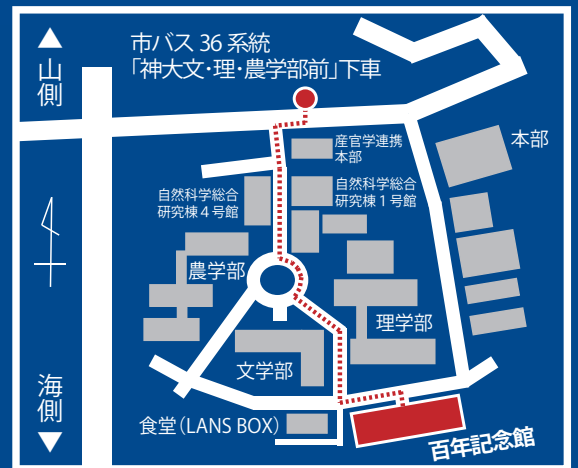 ▲
山側
市バス 36 系統
「神大文・理・農学部前」下車
産官学連携
本部
本部
自然科学総合
研究棟4号館
自然科学総合
研究棟1号館
農学部
理学部
文学部
海側
▼
食堂(LANS BOX)
百年記念館